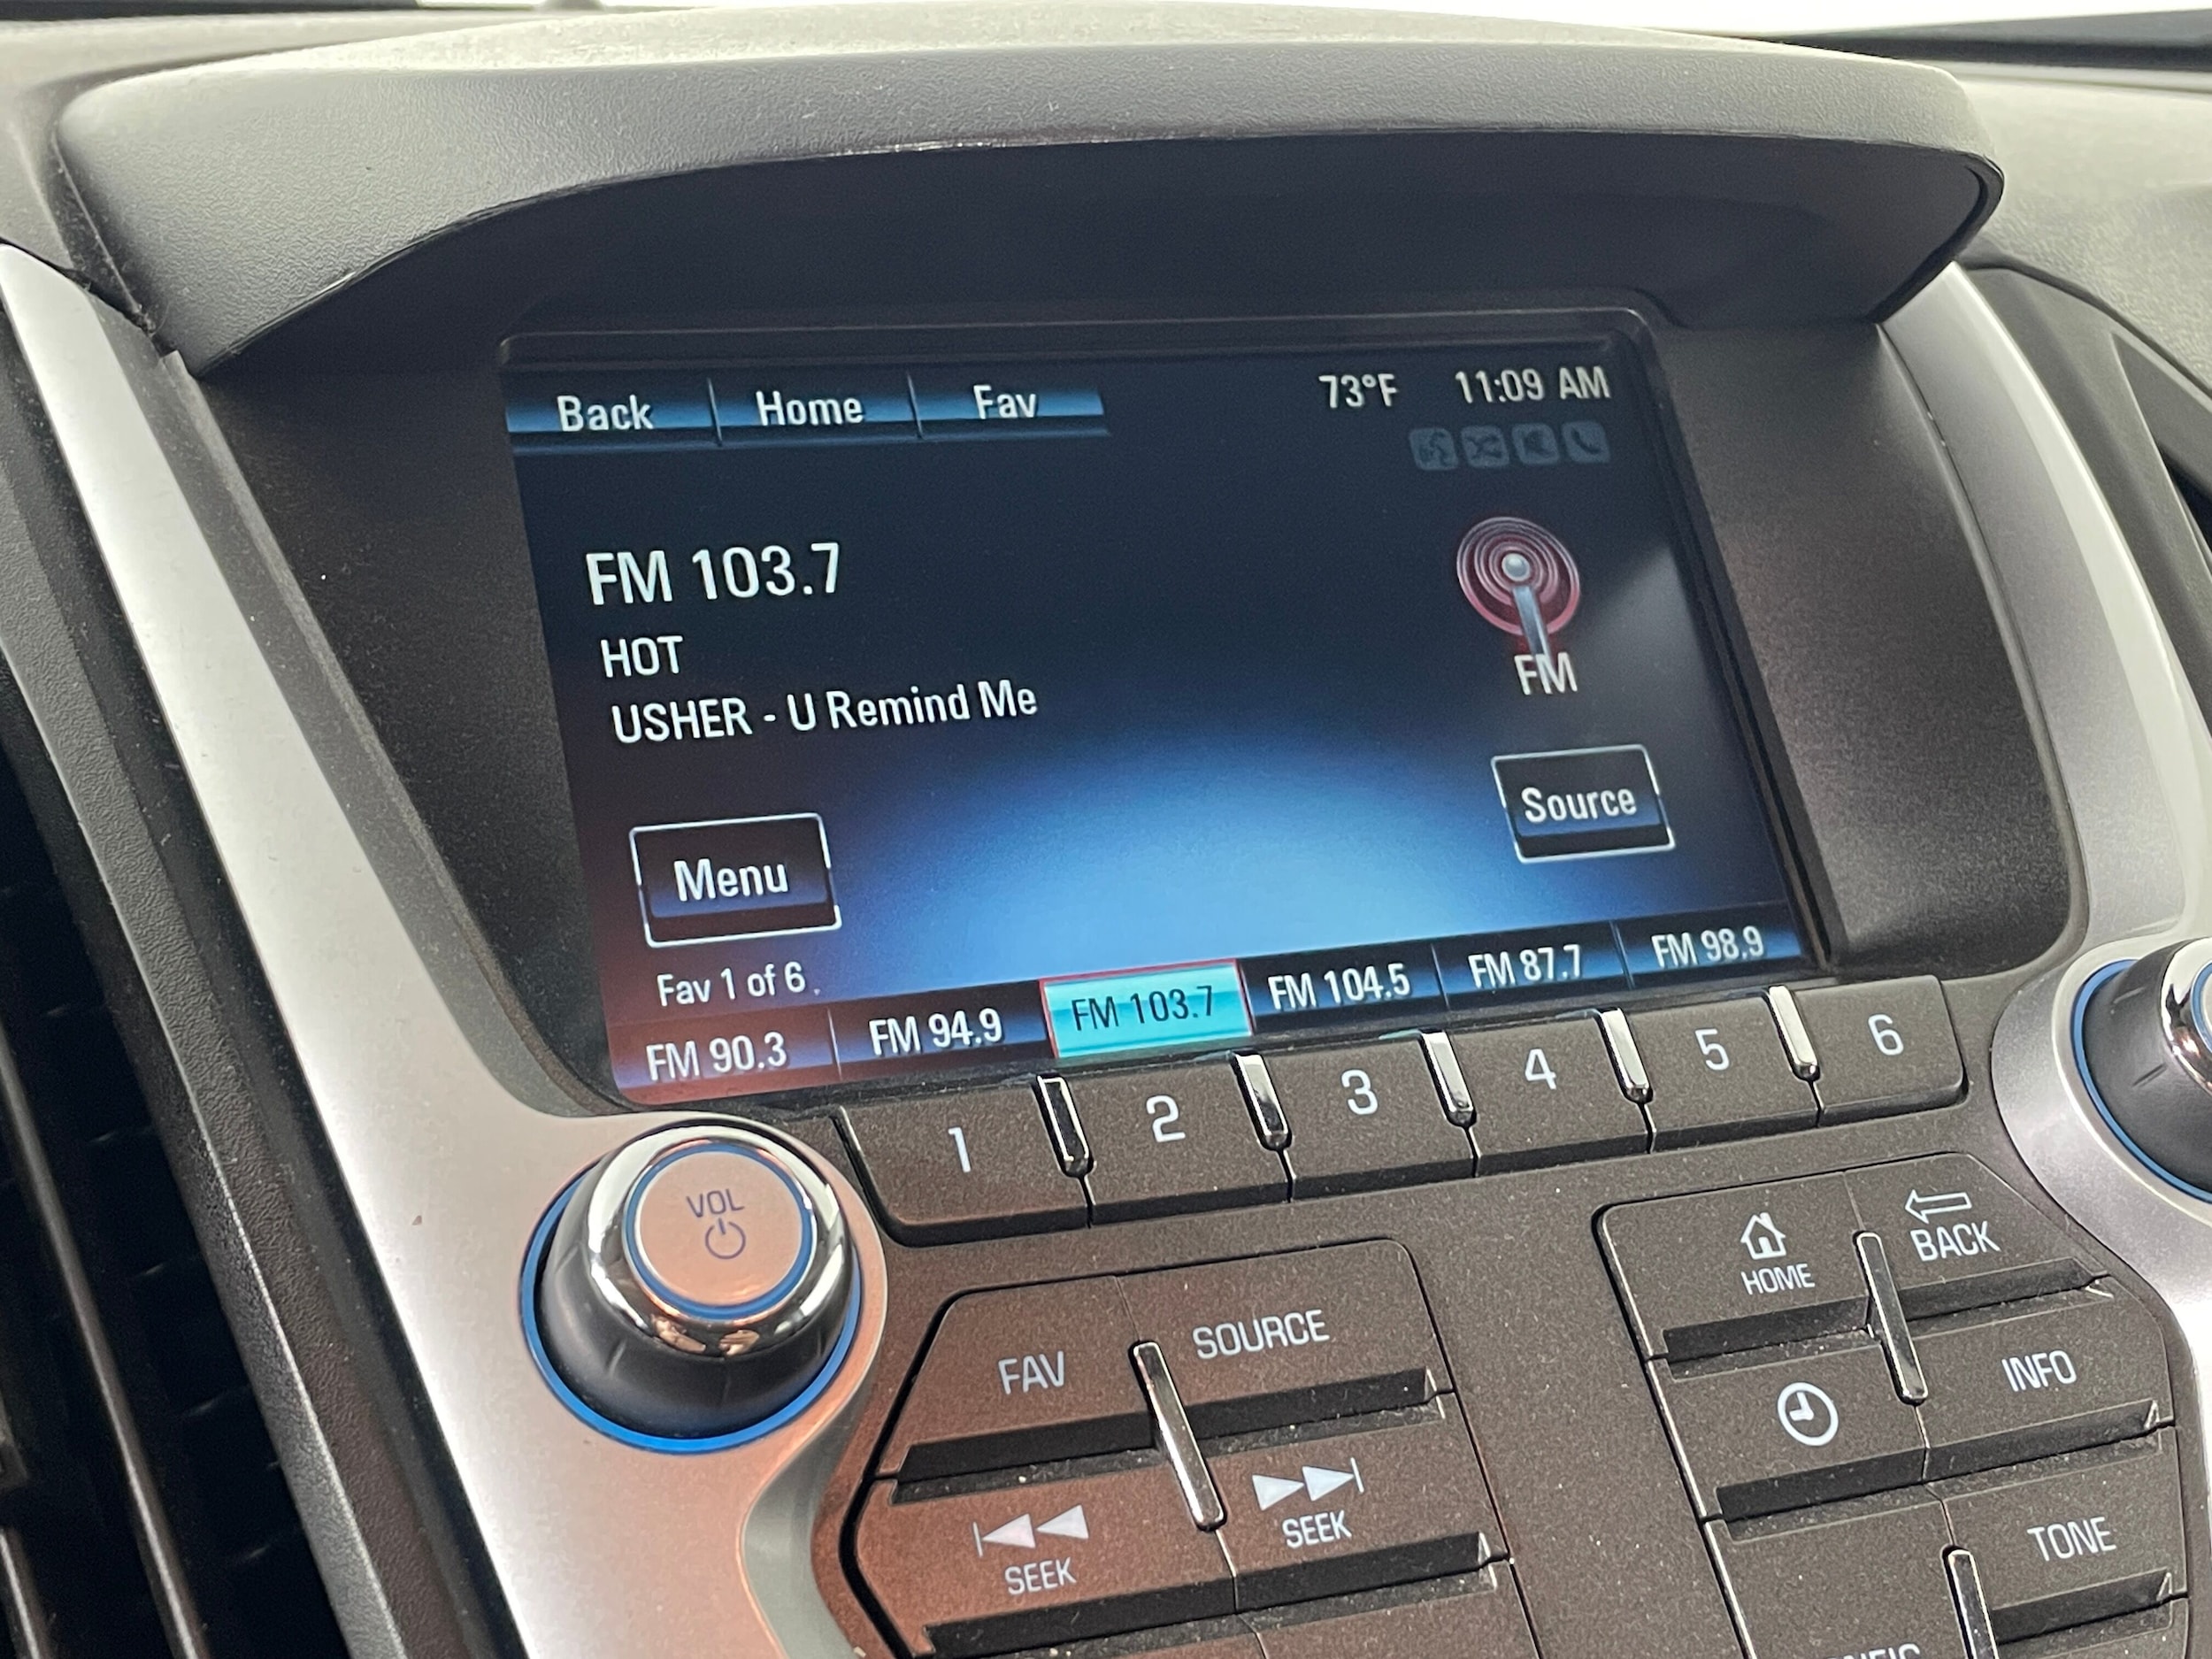 Back Home Fav 73°F 11:09 AM
FM 103.7
HOT
USHER - U Remind Me
FM
Source
Menu
Fav 1 of 6
FM 90.3 FM 94.9 FM 103.7 FM 104.5 FM 87.7 FM 98.9
1 2 3 4 5 6
VOL
HOME BACK
FAV SOURCE
INFO
SEEK SEEK
TONE